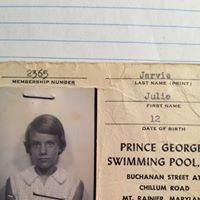 2365
MEMBERSHIP NUMBER
Jarvis
LAST NAME (PRINT)
Julie
FIRST NAME
12
DATE OF BIRTH
PRINCE GEORGE
SWIMMING POOL,
BUCHANAN STREET AT
CHILLUM ROAD
MT. RAINIER, MARYLAN